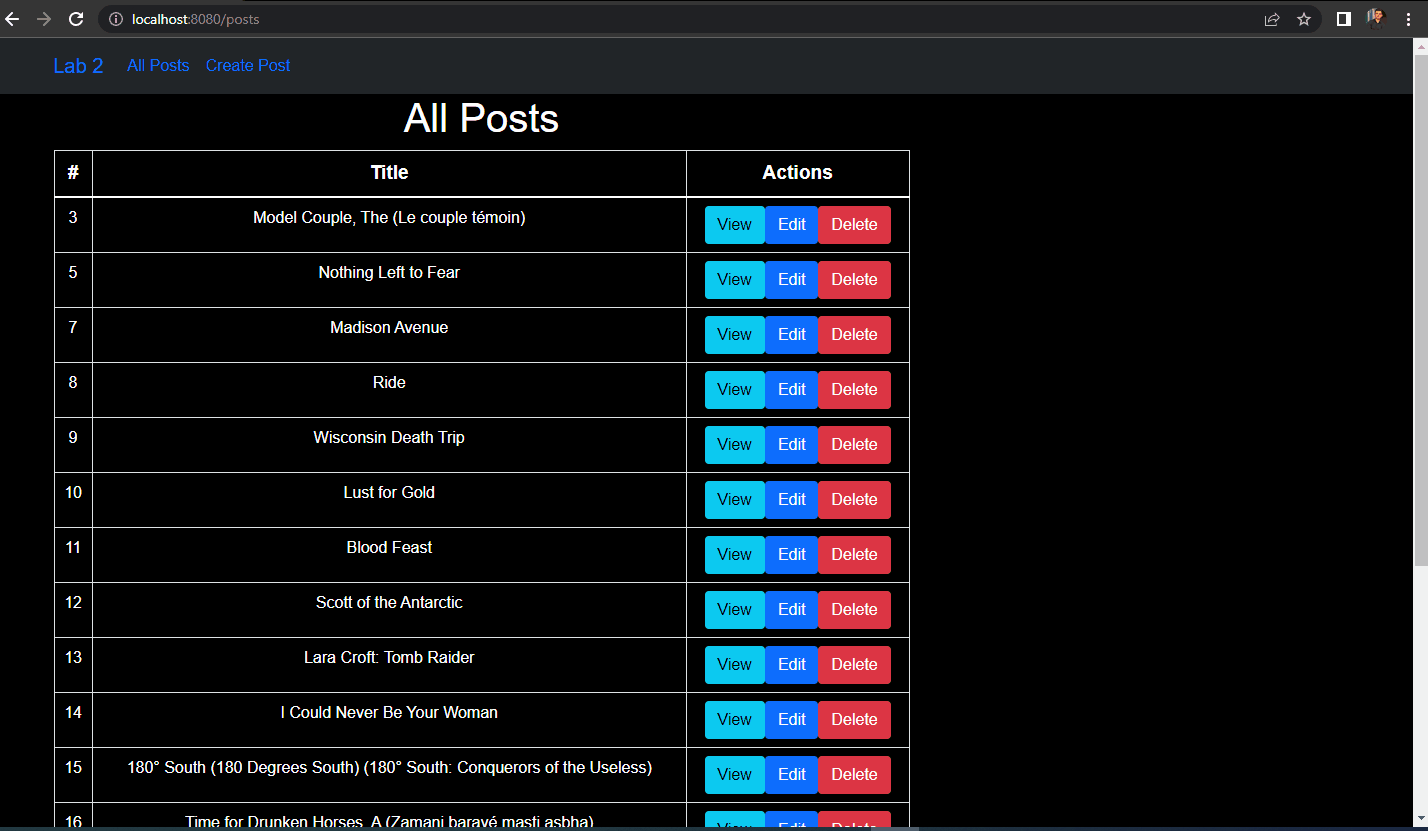 localhost:8080/posts
Lab 2 All Posts Create Post
All Posts
# Title Actions
3 Model Couple, The (Le couple témoin) View Edit Delete
5 Nothing Left to Fear View Edit Delete
7 Madison Avenue View Edit Delete
8 Ride View Edit Delete
9 Wisconsin Death Trip View Edit Delete
10 Lust for Gold View Edit Delete
11 Blood Feast View Edit Delete
12 Scott of the Antarctic View Edit Delete
13 Lara Croft: Tomb Raider View Edit Delete
14 I Could Never Be Your Woman View Edit Delete
15 180° South (180 Degrees South) (180° South: Conquerors of the Useless) View Edit Delete
16 Time for Drunken Horses, A (Zamani barayé masti asbha) View Edit Delete